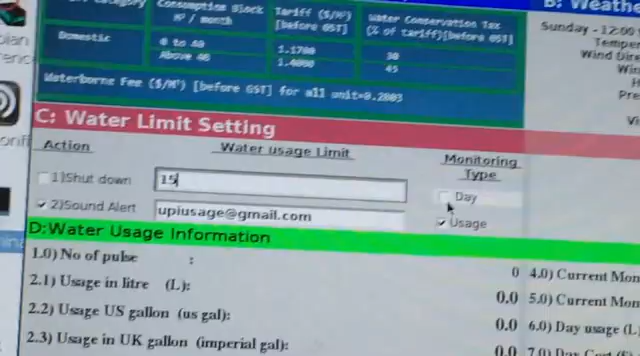 B: Weathe
Consumption Block
M³ / month
Tariff ($/M³)
[before GST]
Water Conservation Tax
(% of tariff)[before GST]
Domestic
0 to 40
Above 40
1.1700
1.4000
30
45
Waterborne Fee ($/M³) [before GST] for all unit=0.2803
Sunday - 12:00
Wind Dire
C: Water Limit Setting
Action
Water usage Limit
Monitoring
Type
1)Shut down
15
Day
2)Sound Alert
upiusage@gmail.com
Usage
D:Water Usage Information
1.0) No of pulse :
0
4.0) Current Mon
2.1) Usage in litre (L):
0.0
5.0) Current Mon
2.2) Usage US gallon (us gal):
0.0
6.0) Day usage (L)
2.3) Usage in UK gallon (imperial gal):
0.0